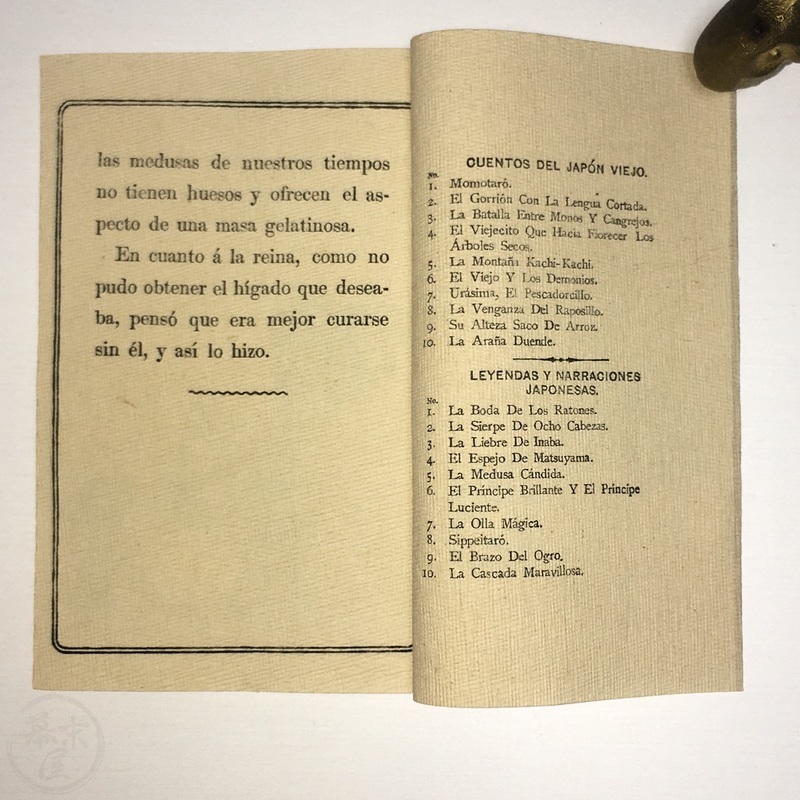 las medusas de nuestros tiempos
no tienen huesos y ofrecen el as-
pecto de una masa gelatinosa.
En cuanto á la reina, como no
pudo obtener el hígado que desea-
ba, pensó que era mejor curarse
sin él, y así lo hizo.
CUENTOS DEL JAPÓN VIEJO.
No.
1. Momotaró.
2. El Gorrión Con La Lengua Cortada.
3. La Batalla Entre Monos Y Cangrejos.
4. El Viejecito Que Hacia Florecer Los
Árboles Secos.
5. La Montaña Kachi-Kachi.
6. El Viejo Y Los Demonios.
7. Urásima, El Pescadorcillo.
8. La Venganza Del Raposillo.
9. Su Alteza Saco De Arroz.
10. La Araña Duende.
LEYENDAS Y NARRACIONES
JAPONESAS.
No.
1. La Boda De Los Ratones.
2. La Sierpe De Ocho Cabezas.
3. La Liebre De Inaba.
4. El Espejo De Matsuyama.
5. La Medusa Cándida.
6. El Príncipe Brillante Y El Príncipe
Luciente.
7. La Olla Mágica.
8. Sippeitaró.
9. El Brazo Del Ogro.
10. La Cascada Maravillosa.